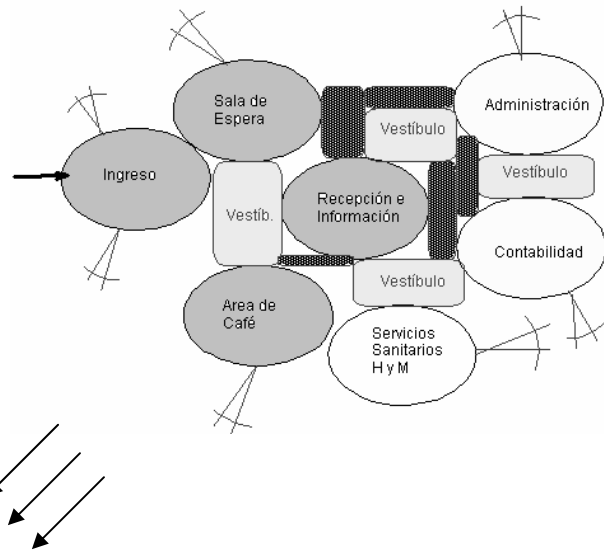 Sala de
Espera
Administración
Vestíbulo
Ingreso
Vestíbulo
Recepción e
Información
Vestíb.
Contabilidad
Vestíbulo
Area de
Café
Servicios
Sanitarios
H y M